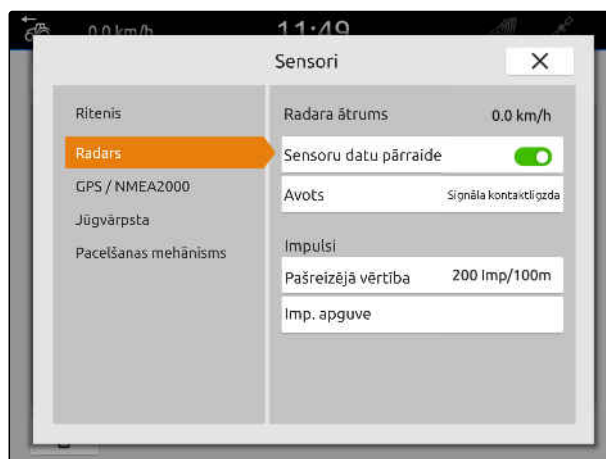 0.0 km/h
11:49
Sensori
Ritenis
Radars
GPS / NMEA2000
Jūgvārpsta
Pacelšanas mehānisms
Radara ātrums 0.0 km/h
Sensoru datu pārraide
Avots Signāla kontaktligzda
Impulsi
Pašreizējā vērtība 200 Imp/100m
Imp. apguve